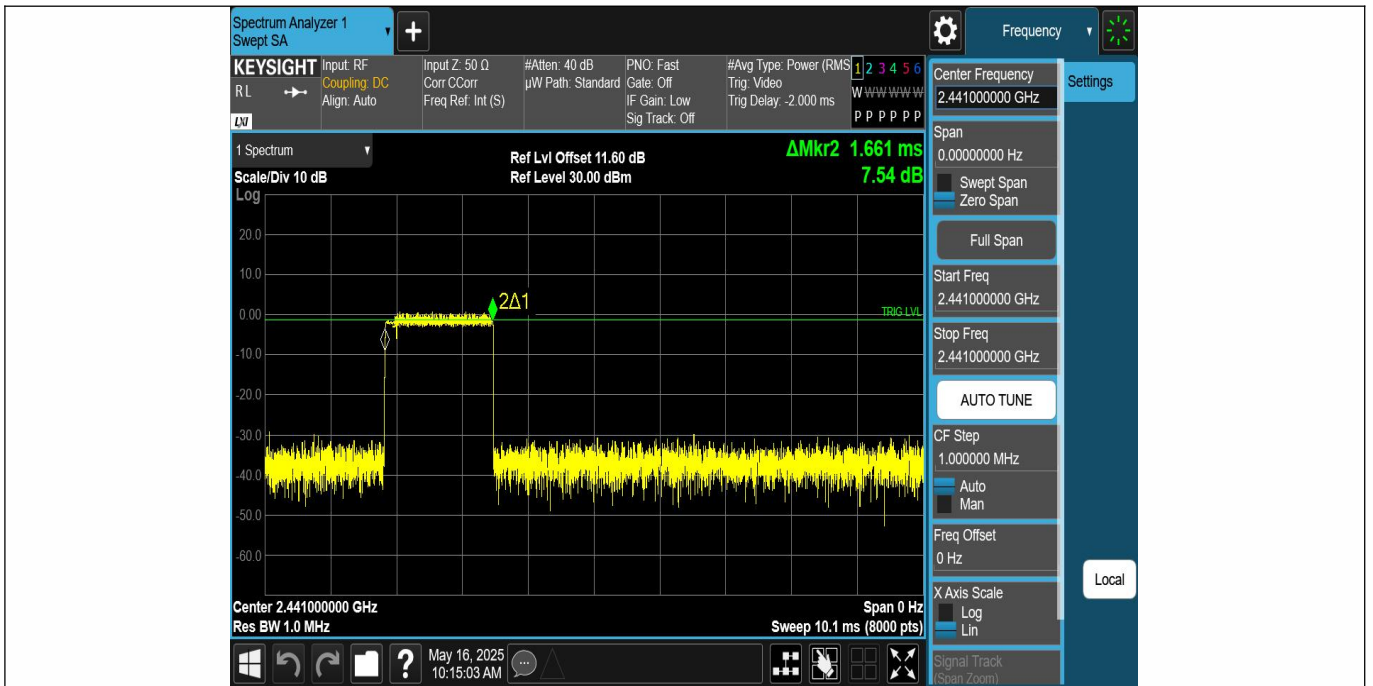 Spectrum Analyzer 1
Swept SA
+
Frequency
KEYSIGHT
RL
LXI
Input: RF
Coupling: DC
Align: Auto
Input Z: 50 Ω
Corr CCorr
Freq Ref: Int (S)
#Atten: 40 dB
µW Path: Standard
PNO: Fast
Gate: Off
IF Gain: Low
Sig Track: Off
#Avg Type: Power (RMS
Trig: Video
Trig Delay: -2.000 ms
1 2 3 4 5 6
W W W W W W
P P P P P P
1 Spectrum
Scale/Div 10 dB
Ref Lvl Offset 11.60 dB
Ref Level 30.00 dBm
ΔMkr2 1.661 ms
7.54 dB
Log
20.0
10.0
0.00
-10.0
-20.0
-30.0
-40.0
-50.0
-60.0
2Δ1
TRIG LVL
Center 2.441000000 GHz
Res BW 1.0 MHz
Span 0 Hz
Sweep 10.1 ms (8000 pts)
Center Frequency
2.441000000 GHz
Settings
Span
0.00000000 Hz
Swept Span
Zero Span
Full Span
Start Freq
2.441000000 GHz
Stop Freq
2.441000000 GHz
AUTO TUNE
CF Step
1.000000 MHz
Auto
Man
Freq Offset
0 Hz
Local
X Axis Scale
Log
Lin
Signal Track
(Span Zoom)
?
May 16, 2025
10:15:03 AM